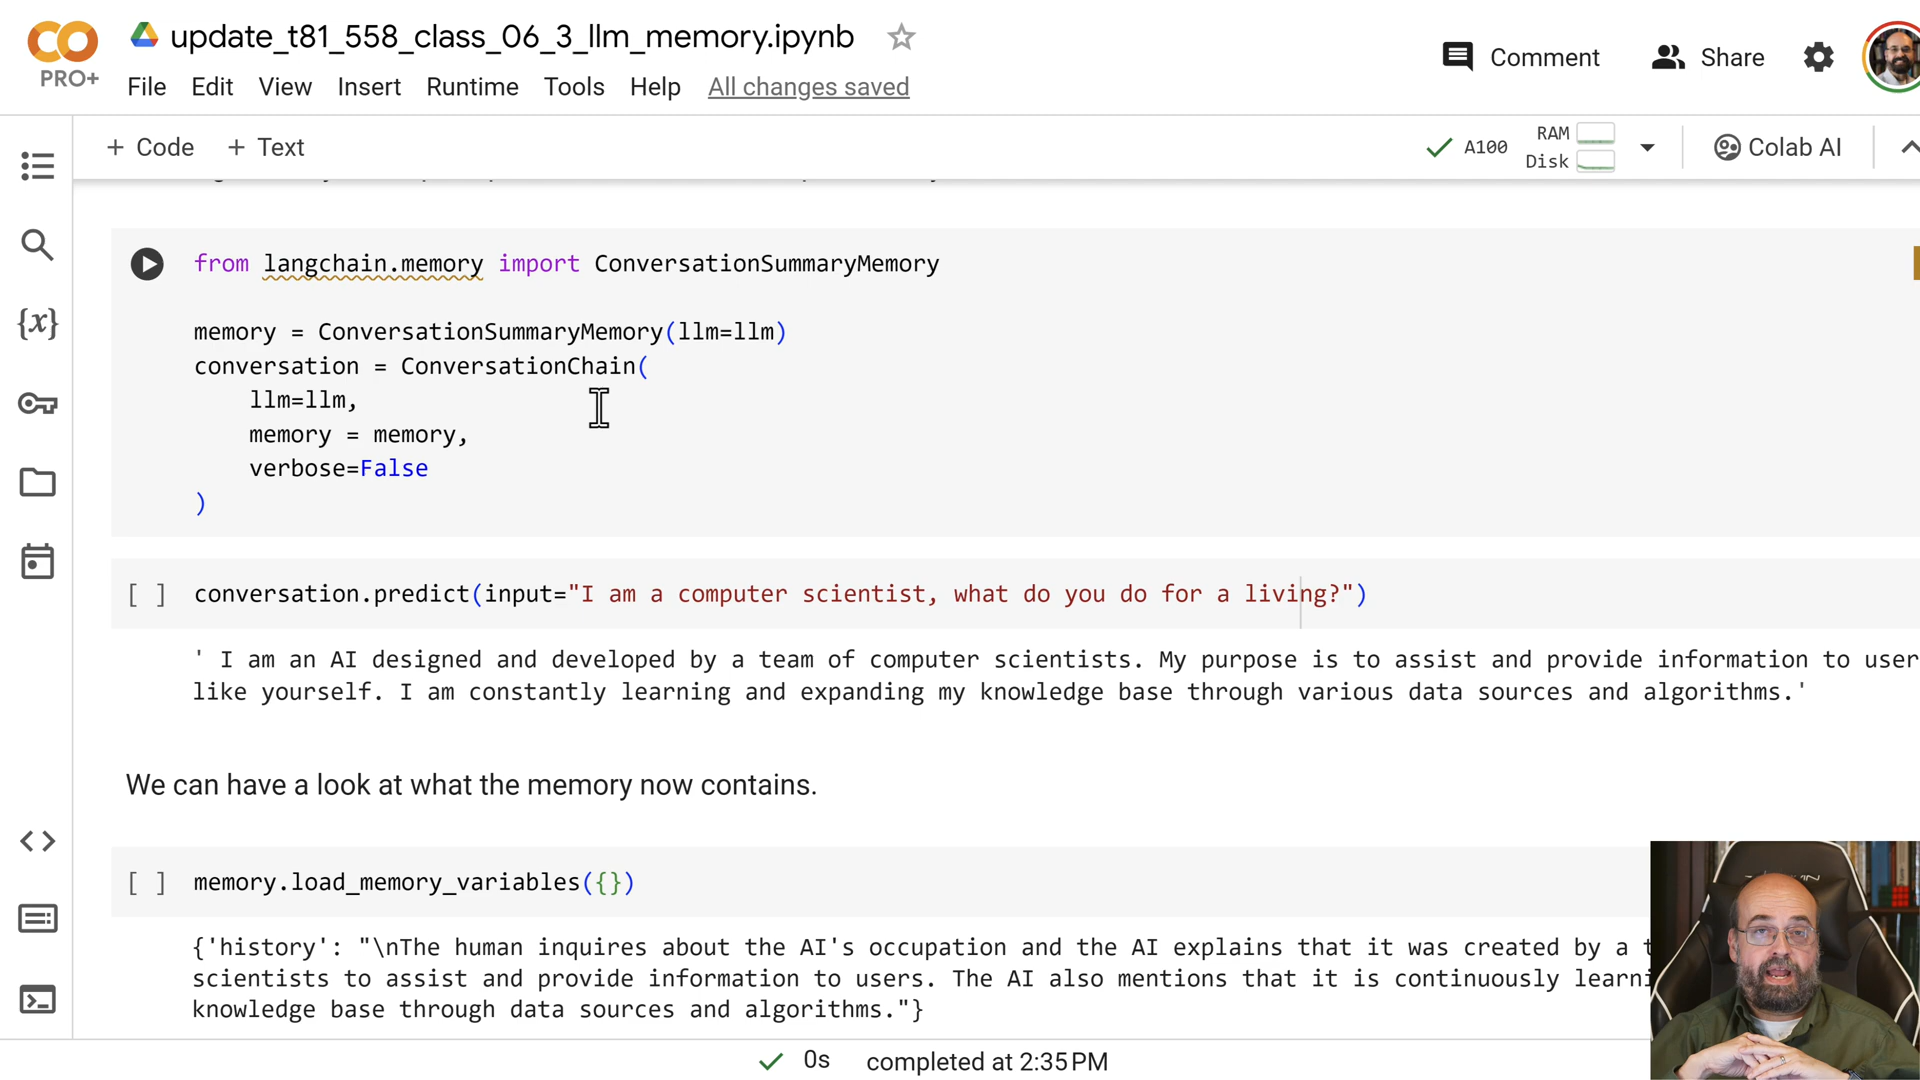 update_t81_558_class_06_3_llm_memory.ipynb
PRO+
File Edit View Insert Runtime Tools Help All changes saved
Comment Share
+ Code + Text
A100 RAM Disk Colab AI
from langchain.memory import ConversationSummaryMemory
memory = ConversationSummaryMemory(llm=llm)
conversation = ConversationChain(
llm=llm,
memory = memory,
verbose=False
)
[ ] conversation.predict(input="I am a computer scientist, what do you do for a living?")
' I am an AI designed and developed by a team of computer scientists. My purpose is to assist and provide information to user
like yourself. I am constantly learning and expanding my knowledge base through various data sources and algorithms.'
We can have a look at what the memory now contains.
[ ] memory.load_memory_variables({})
{'history': "\nThe human inquires about the AI's occupation and the AI explains that it was created by a
scientists to assist and provide information to users. The AI also mentions that it is continuously learni
knowledge base through data sources and algorithms."}
0s completed at 2:35 PM